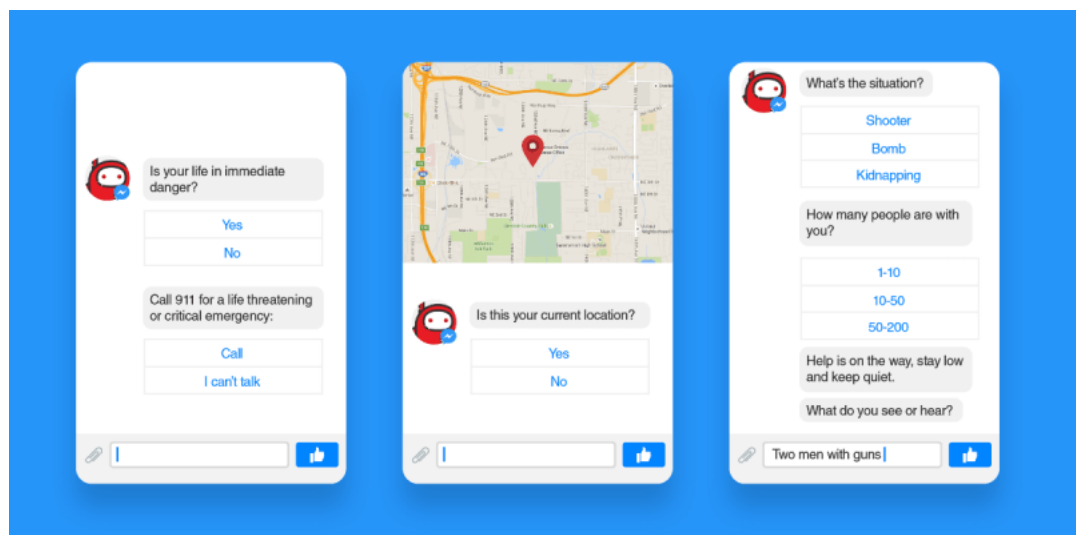 Is your life in immediate
danger?
Yes
No
Call 911 for a life threatening
or critical emergency:
Call
I can't talk
Is this your current location?
Yes
No
What's the situation?
Shooter
Bomb
Kidnapping
How many people are with
you?
1-10
10-50
50-200
Help is on the way, stay low
and keep quiet.
What do you see or hear?
Two men with guns